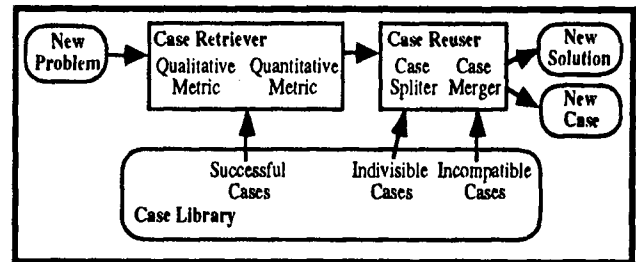 New
Problem
Case Retriever
Qualitative Quantitative
Metric Metric
Case Reuser
Case Case
Spliter Merger
New
Solution
New
Case
Successful
Cases
Indivisible
Cases
Incompatible
Cases
Case Library